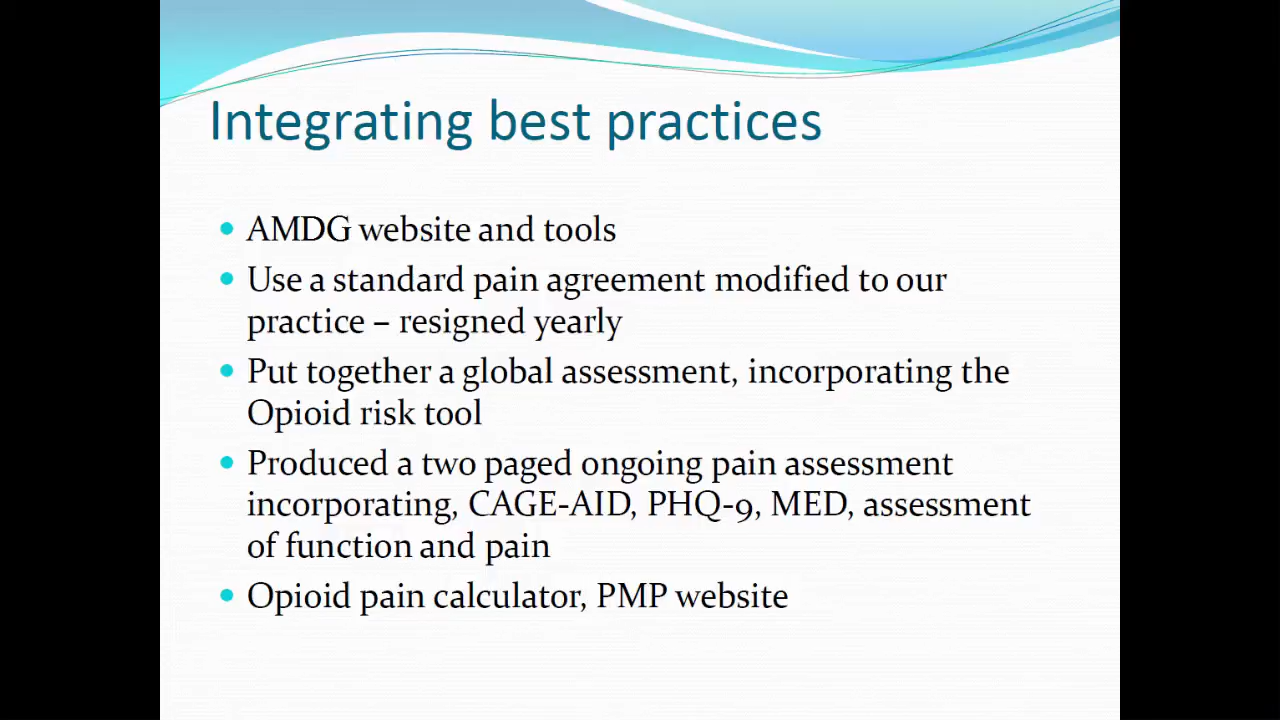 Integrating best practices
• AMDG website and tools
• Use a standard pain agreement modified to our
practice – resigned yearly
• Put together a global assessment, incorporating the
Opioid risk tool
• Produced a two paged ongoing pain assessment
incorporating, CAGE-AID, PHQ-9, MED, assessment
of function and pain
• Opioid pain calculator, PMP website